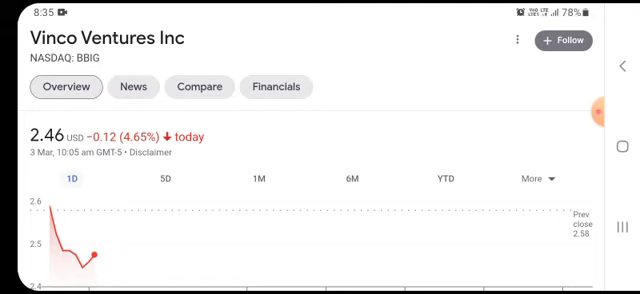 8:35 78%
Vinco Ventures Inc
NASDAQ: BBIG
+ Follow
Overview News Compare Financials
2.46 USD −0.12 (4.65%) ↓ today
3 Mar, 10:05 am GMT-5 • Disclaimer
1D 5D 1M 6M YTD More
2.6
Prev
close
2.58
2.5
2.4